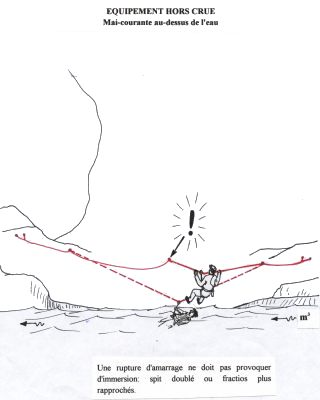 EQUIPEMENT HORS CRUE
Mai-courante au-dessus de l'eau
!
m³
Une rupture d'amarrage ne doit pas provoquer
d'immersion: spit doublé ou fractios plus
rapprochés.